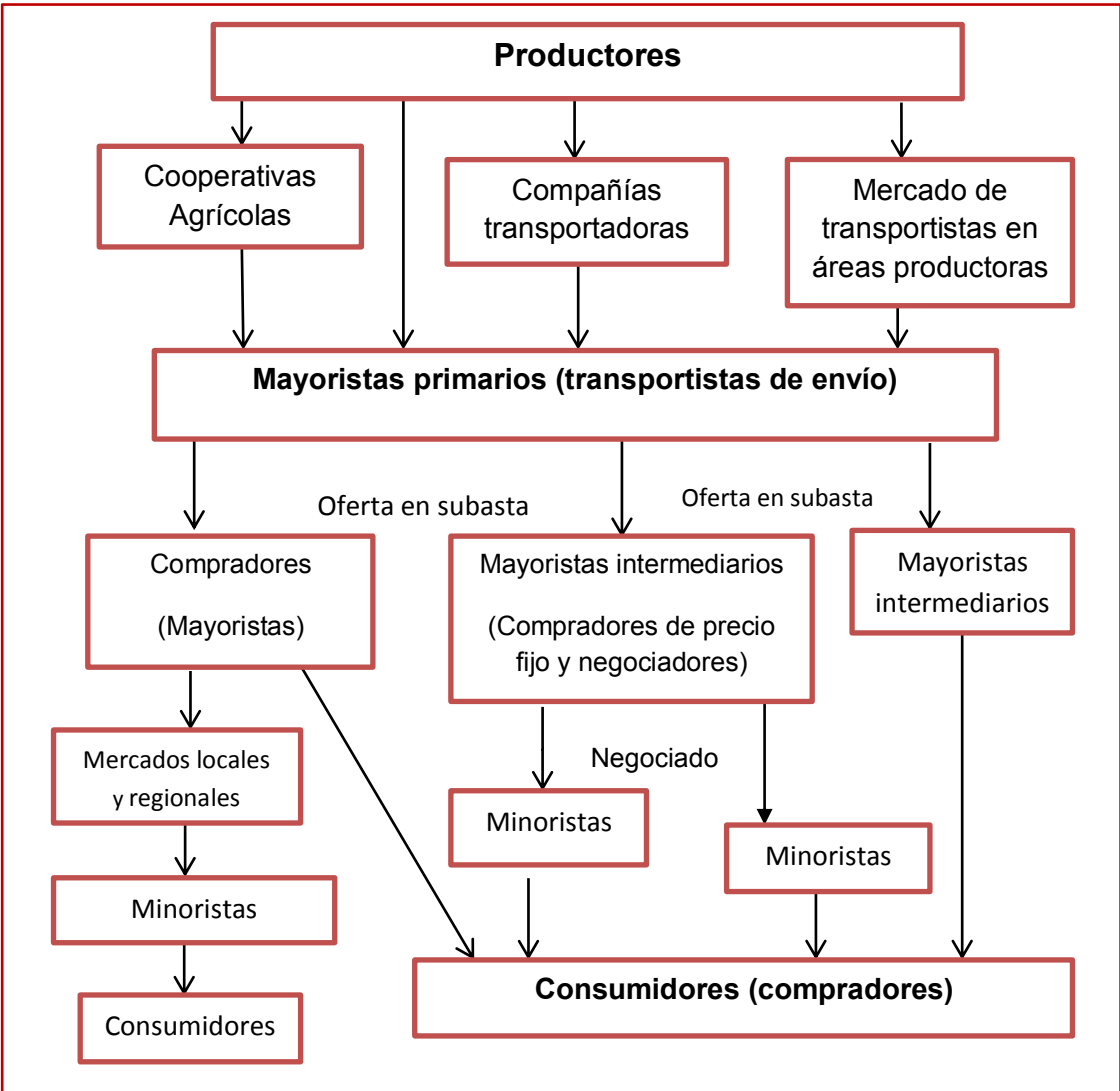 Productores
Cooperativas
Agrícolas
Compañías
transportadoras
Mercado de
transportistas en
áreas productoras
Mayoristas primarios (transportistas de envío)
Oferta en subasta
Oferta en subasta
Compradores
(Mayoristas)
Mayoristas intermediarios
(Compradores de precio
fijo y negociadores)
Mayoristas
intermediarios
Mercados locales
y regionales
Negociado
Minoristas
Minoristas
Minoristas
Consumidores (compradores)
Consumidores